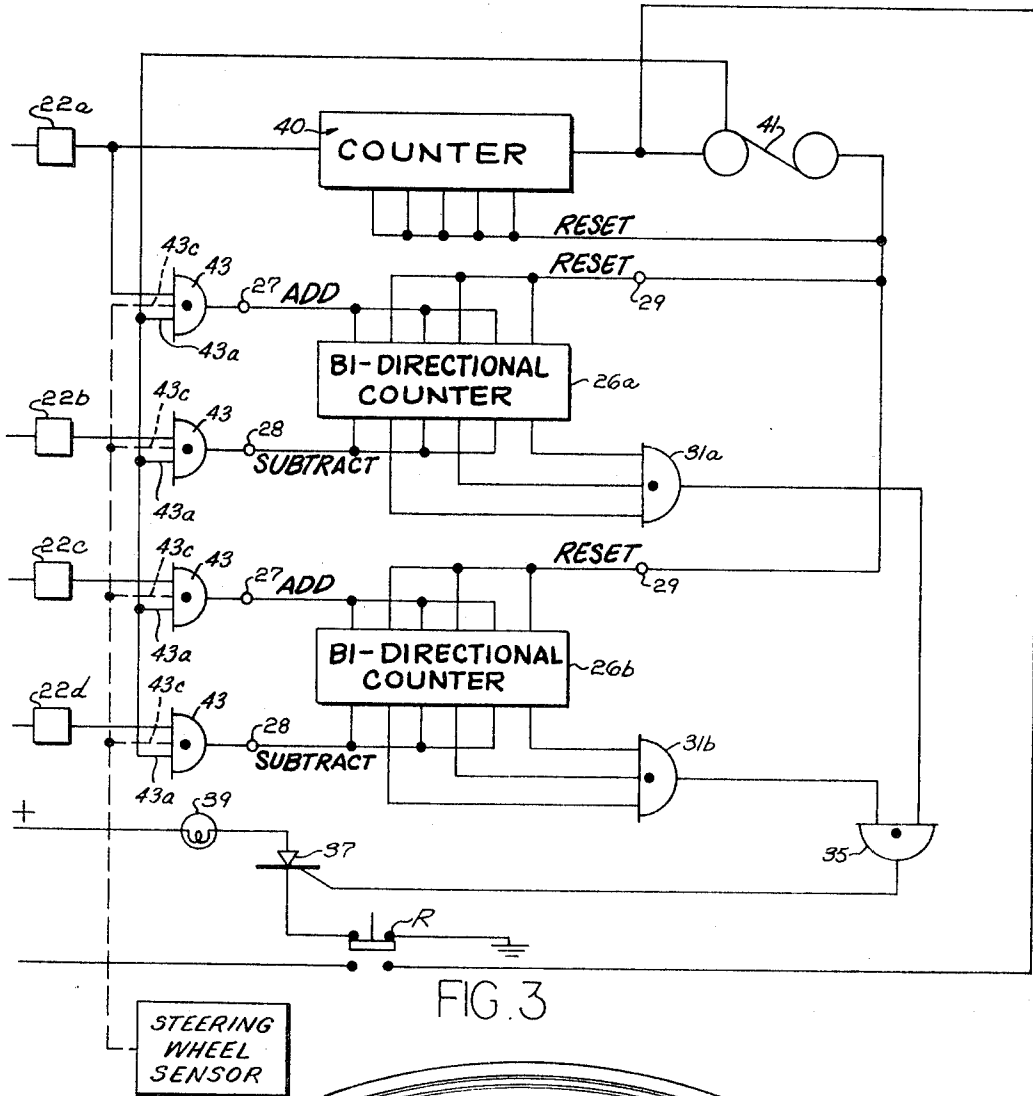 22a
40
COUNTER
41
RESET
43c
43
27 ADD
RESET
29
43a
BI-DIRECTIONAL
COUNTER
26a
22b
43c
43
28
SUBTRACT
43a
31a
22c
43c
43
27 ADD
RESET
29
43a
BI-DIRECTIONAL
COUNTER
26b
22d
43c
43
28
SUBTRACT
43a
31b
+
39
37
35
R
FIG.3
STEERING
WHEEL
SENSOR